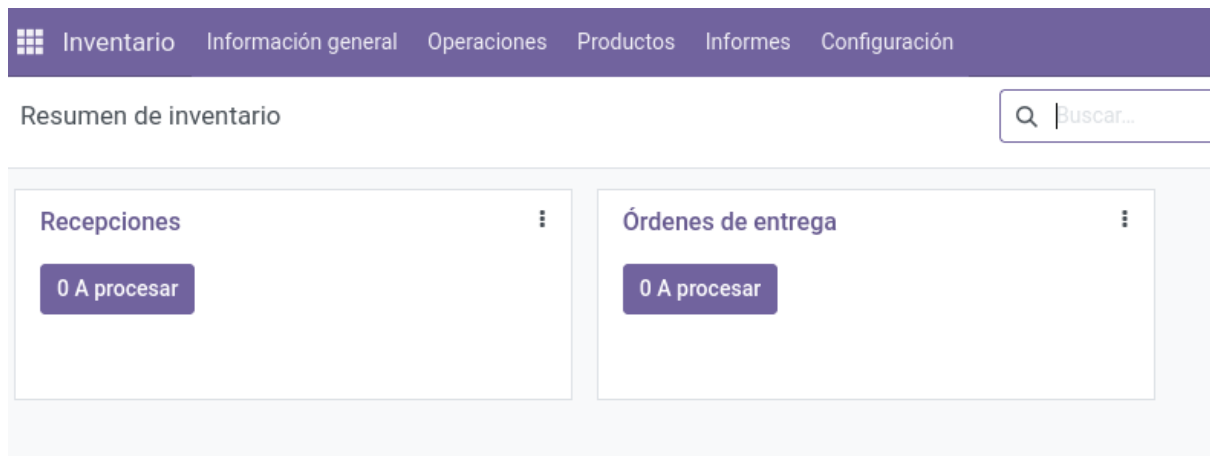 Inventario Información general Operaciones Productos Informes Configuración
Resumen de inventario Buscar...
Recepciones Órdenes de entrega
0 A procesar 0 A procesar